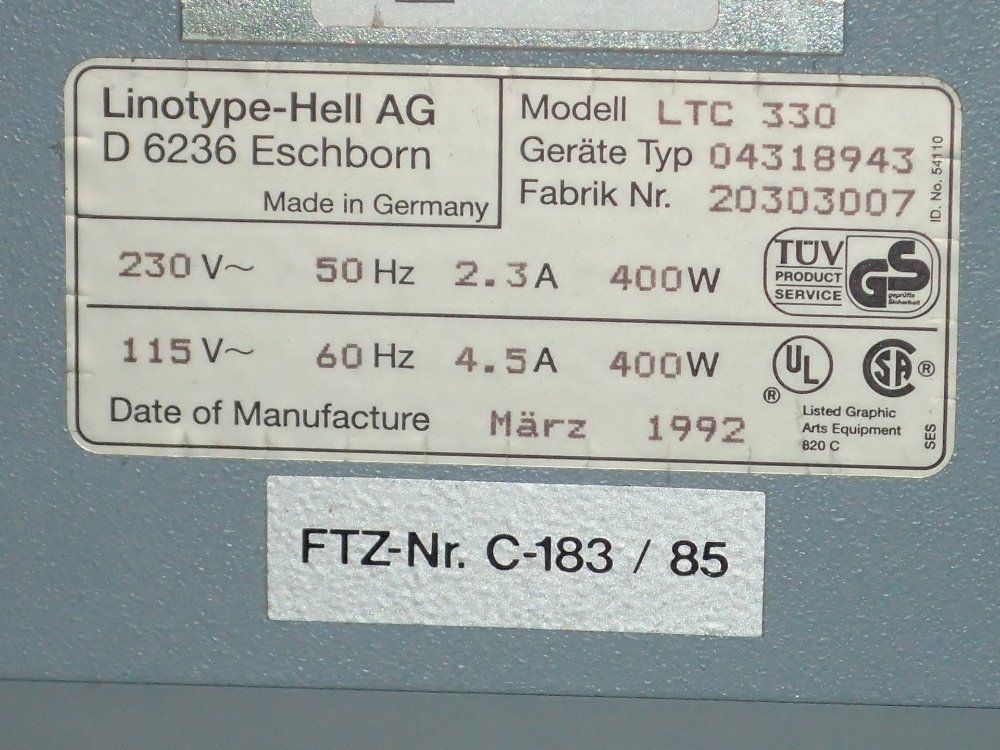 Linotype-Hell AG
D 6236 Eschborn
Made in Germany
Modell LTC 330
Geräte Typ 04318943
Fabrik Nr. 20303007
ID. No. 54110
230 V~ 50 Hz 2.3 A 400 W
TÜV
PRODUCT
SERVICE
GS
geprüfte
Sicherheit
115 V~ 60 Hz 4.5 A 400 W
UL ®
SA ®
Date of Manufacture März 1992
Listed Graphic
Arts Equipment
820 C
SES
FTZ-Nr. C-183 / 85